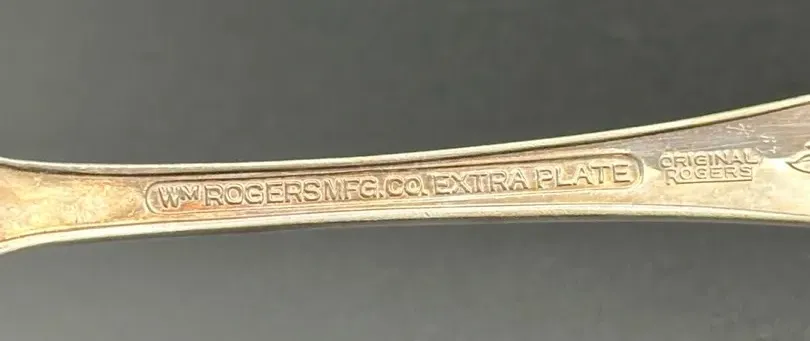 Wᴹ ROGERS MFG. CO. EXTRA PLATE
ORIGINAL
ROGERS